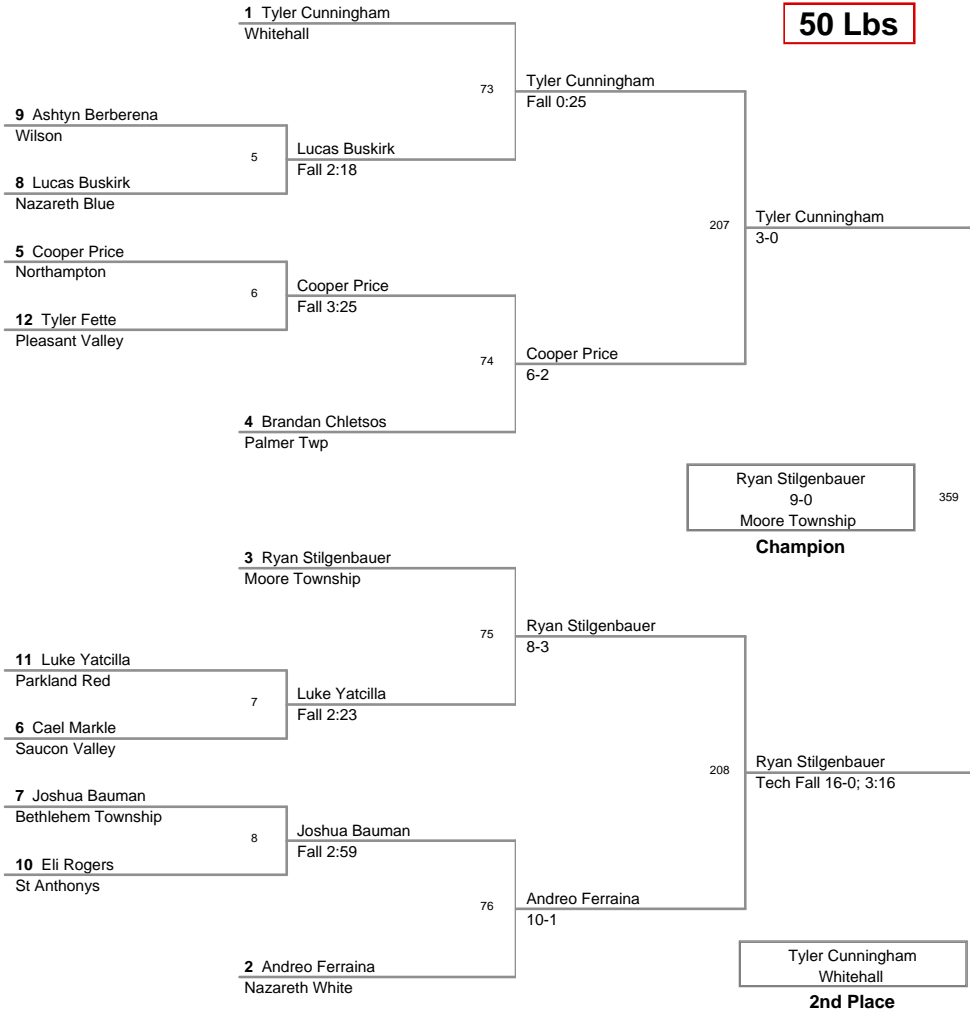 1 Tyler Cunningham
Whitehall
50 Lbs
73
Tyler Cunningham
Fall 0:25
9 Ashtyn Berberena
Wilson
5
Lucas Buskirk
Fall 2:18
8 Lucas Buskirk
Nazareth Blue
207
Tyler Cunningham
3-0
5 Cooper Price
Northampton
6
Cooper Price
Fall 3:25
12 Tyler Fette
Pleasant Valley
74
Cooper Price
6-2
4 Brandan Chletsos
Palmer Twp
Ryan Stilgenbauer
9-0
Moore Township
359
Champion
3 Ryan Stilgenbauer
Moore Township
75
Ryan Stilgenbauer
8-3
11 Luke Yatcilla
Parkland Red
7
Luke Yatcilla
Fall 2:23
6 Cael Markle
Saucon Valley
208
Ryan Stilgenbauer
Tech Fall 16-0; 3:16
7 Joshua Bauman
Bethlehem Township
8
Joshua Bauman
Fall 2:59
10 Eli Rogers
St Anthonys
76
Andreo Ferraina
10-1
2 Andreo Ferraina
Nazareth White
Tyler Cunningham
Whitehall
2nd Place